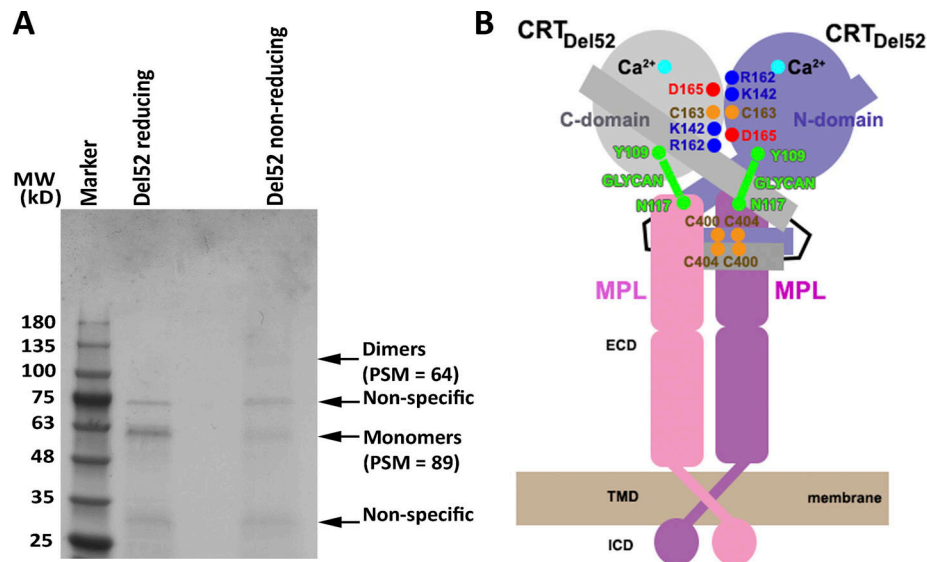 A
MW
(kD)
Marker
Del52 reducing
Del52 non-reducing
180
135
100
75
63
48
35
25
Dimers
(PSM = 64)
Non-specific
Monomers
(PSM = 89)
Non-specific
B
CRTDel52
CRTDel52
Ca2+
Ca2+
D165
R162
K142
C163
C163
C-domain
N-domain
K142
D165
R162
Y109
Y109
GLYCAN
GLYCAN
N117
N117
C400 C404
C404 C400
MPL
MPL
ECD
TMD
membrane
ICD